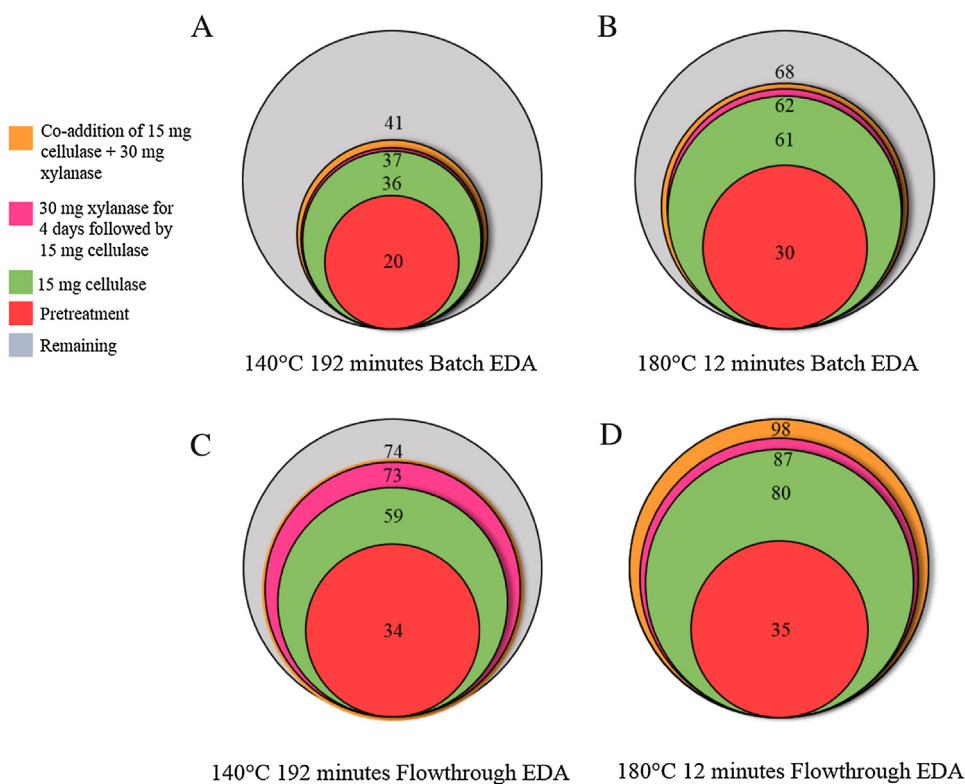 A
B
Co-addition of 15 mg
cellulase + 30 mg
xylanase
30 mg xylanase for
4 days followed by
15 mg cellulase
15 mg cellulase
Pretreatment
Remaining
41
37
36
20
68
62
61
30
140°C 192 minutes Batch EDA
180°C 12 minutes Batch EDA
C
D
74
73
59
34
98
87
80
35
140°C 192 minutes Flowthrough EDA
180°C 12 minutes Flowthrough EDA